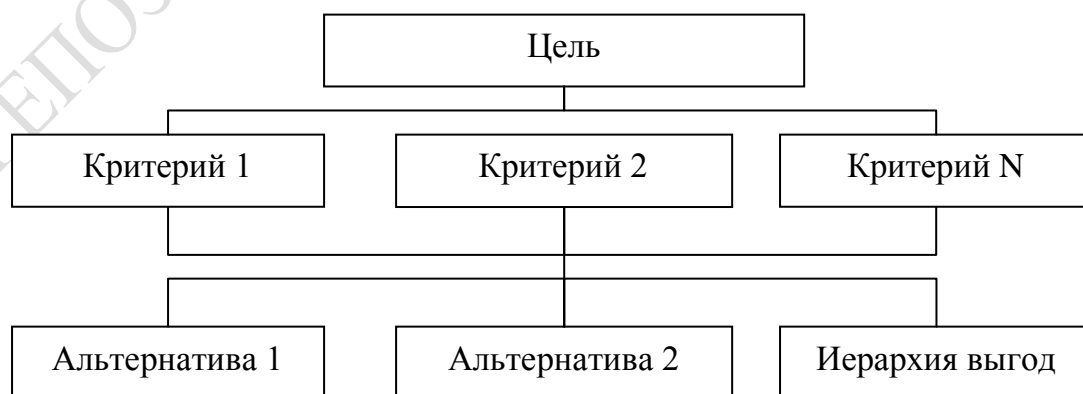 Цель
Критерий 1
Критерий 2
Критерий N
Альтернатива 1
Альтернатива 2
Иерархия выгод